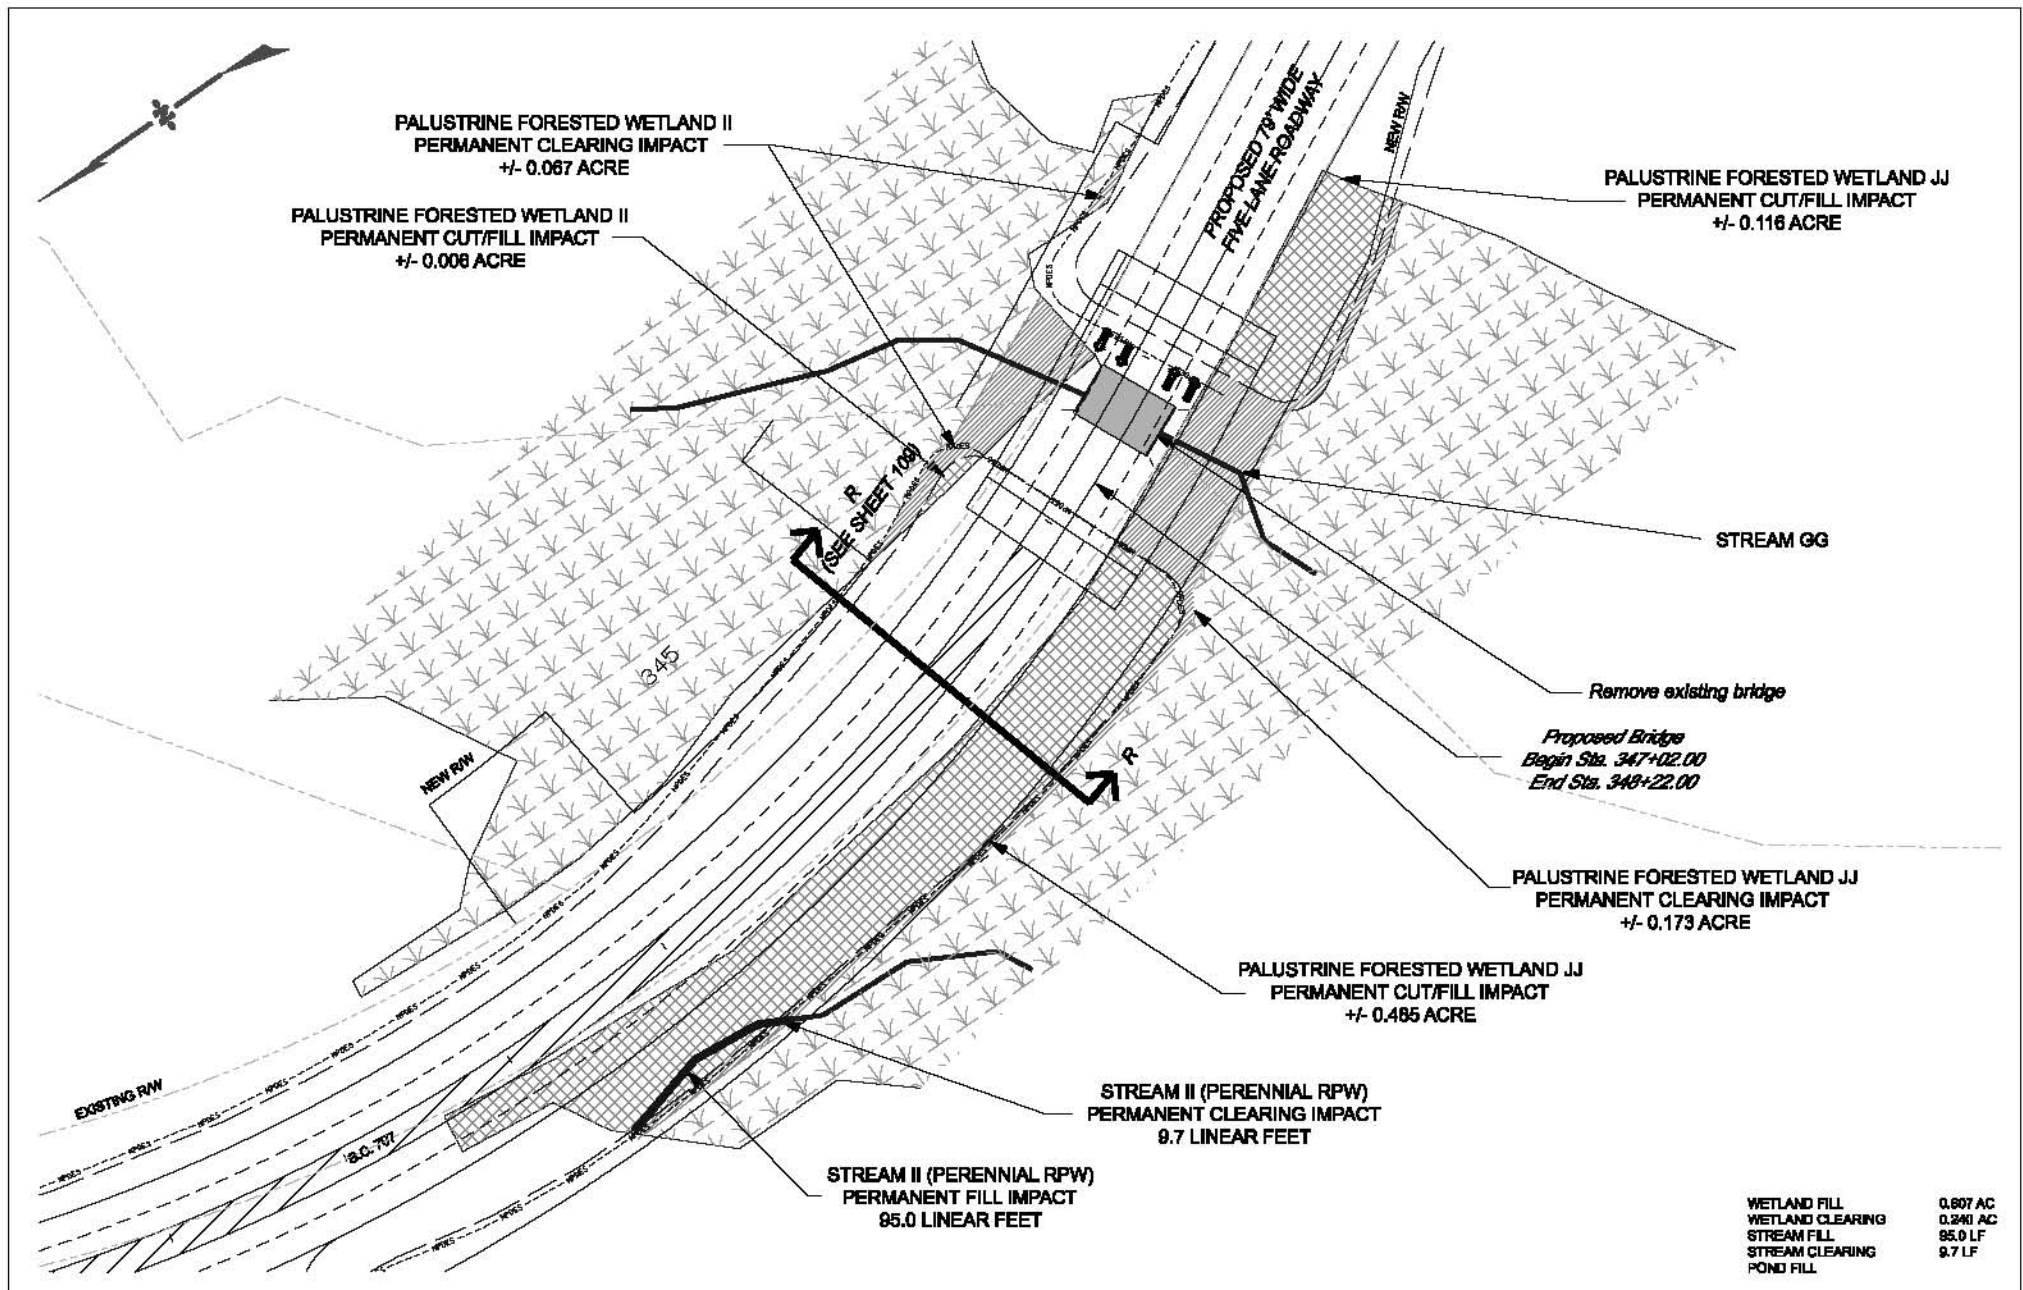 PALUSTRINE FORESTED WETLAND II
PERMANENT CLEARING IMPACT
+/- 0.067 ACRE
PALUSTRINE FORESTED WETLAND II
PERMANENT CUT/FILL IMPACT
+/- 0.006 ACRE
PROPOSED 79' WIDE
FIVE-LANE ROADWAY
NEW R/W
PALUSTRINE FORESTED WETLAND JJ
PERMANENT CUT/FILL IMPACT
+/- 0.116 ACRE
R
(SEE SHEET 109)
STREAM GG
345
Remove existing bridge
Proposed Bridge
Begin Sta. 347+02.00
End Sta. 348+22.00
R
NEW R/W
PALUSTRINE FORESTED WETLAND JJ
PERMANENT CLEARING IMPACT
+/- 0.173 ACRE
PALUSTRINE FORESTED WETLAND JJ
PERMANENT CUT/FILL IMPACT
+/- 0.485 ACRE
EXISTING R/W
S.C. 707
STREAM II (PERENNIAL RPW)
PERMANENT CLEARING IMPACT
9.7 LINEAR FEET
STREAM II (PERENNIAL RPW)
PERMANENT FILL IMPACT
95.0 LINEAR FEET
WETLAND FILL 0.607 AC
WETLAND CLEARING 0.240 AC
STREAM FILL 95.0 LF
STREAM CLEARING 9.7 LF
POND FILL